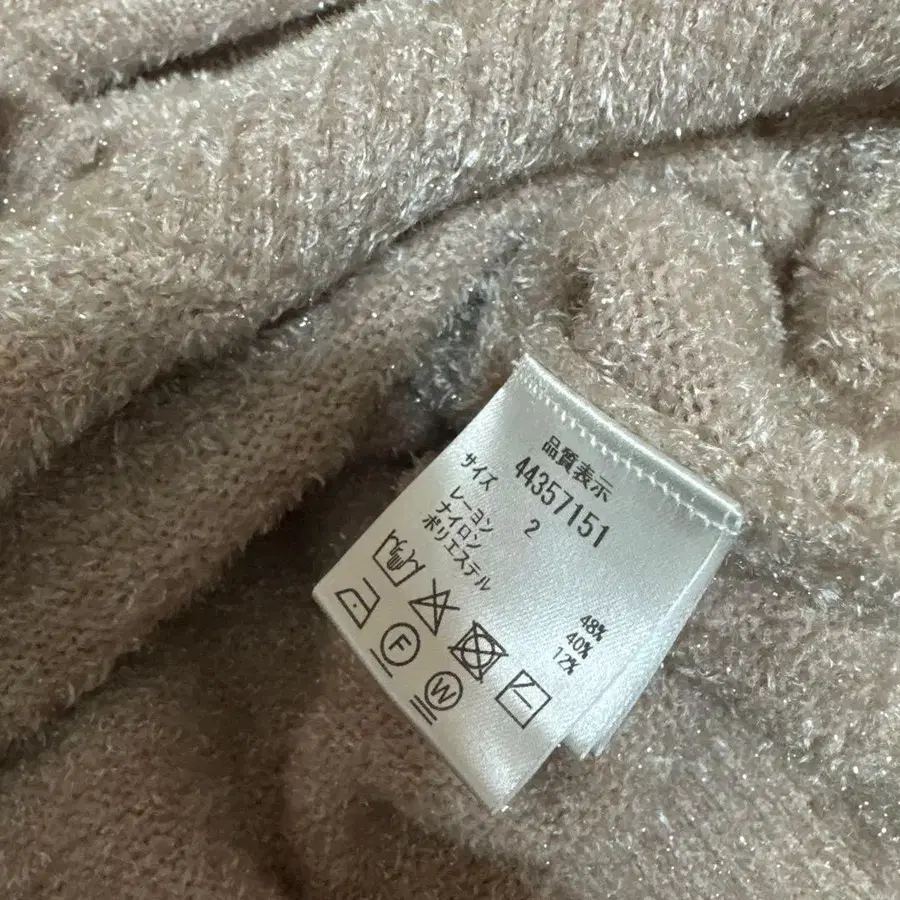 品質表示
44357151
サイズ 2
レーヨン 48%
ナイロン 40%
ポリエステル 12%
F
W